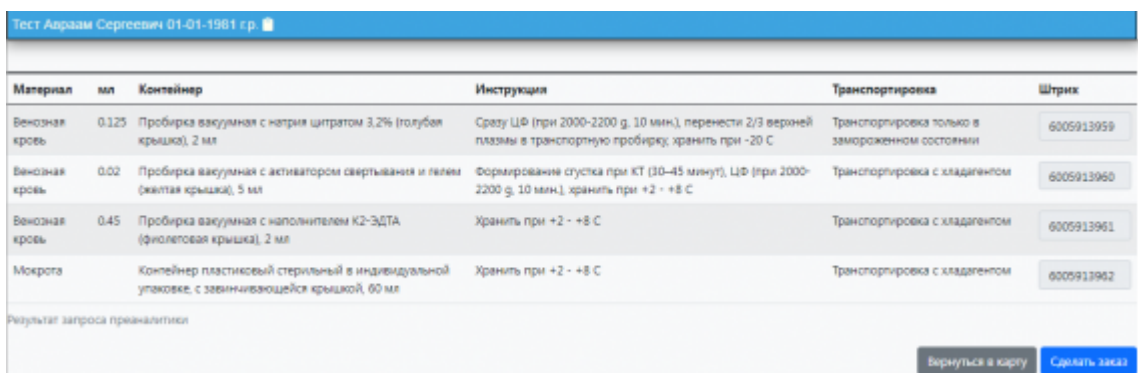 Тест Авраам Сергеевич 01-01-1981 г.р.
Материал мл Контейнер Инструкция Транспортировка Штрих
Венозная кровь 0.125 Пробирка вакуумная с натрия цитратом 3,2% (голубая крышка), 2 мл Сразу ЦФ (при 2000-2200 g, 10 мин.), перенести 2/3 верхней плазмы в транспортную пробирку, хранить при -20 С Транспортировка только в замороженном состоянии 6005913959
Венозная кровь 0.02 Пробирка вакуумная с активатором свертывания и гелем (желтая крышка), 5 мл Формирование сгустка при КТ (30–45 минут), ЦФ (при 2000-2200 g, 10 мин.), хранить при +2 - +8 С Транспортировка с хладагентом 6005913960
Венозная кровь 0.45 Пробирка вакуумная с наполнителем К2-ЭДТА (фиолетовая крышка), 2 мл Хранить при +2 - +8 С Транспортировка с хладагентом 6005913961
Мокрота Контейнер пластиковый стерильный в индивидуальной упаковке, с завинчивающейся крышкой, 60 мл Хранить при +2 - +8 С Транспортировка с хладагентом 6005913962
Результат запроса преаналитики
Вернуться в карту Сделать заказ